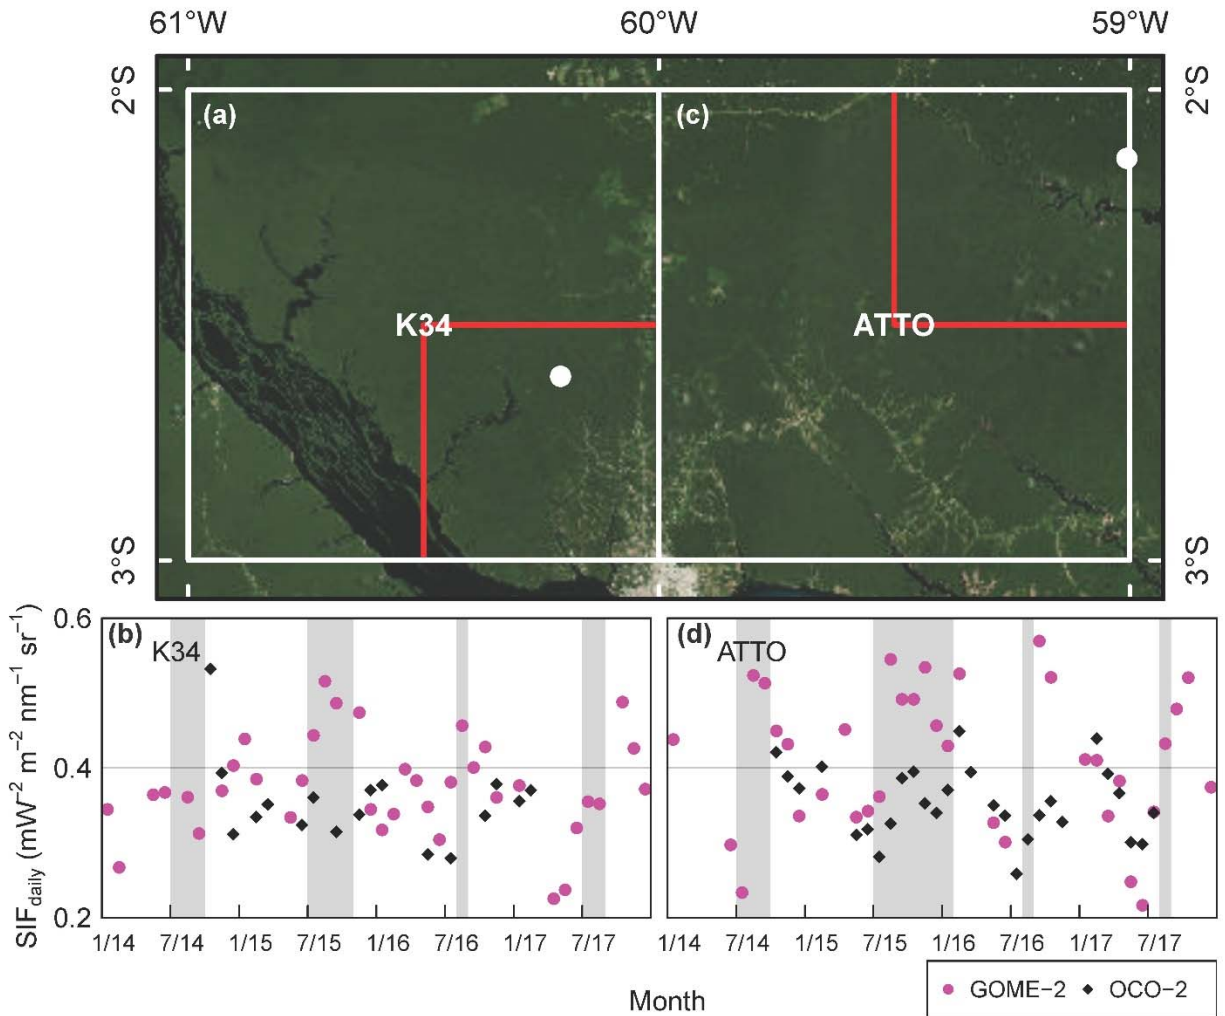 61°W 60°W 59°W
2°S 2°S
(a) (c)
K34 ATTO
3°S 3°S
0.6 (b) (d)
K34 ATTO
0.4
0.2
SIFdaily (mW⁻² m⁻² nm⁻¹ sr⁻¹)
1/14 7/14 1/15 7/15 1/16 7/16 1/17 7/17 1/14 7/14 1/15 7/15 1/16 7/16 1/17 7/17
Month
GOME−2 OCO−2